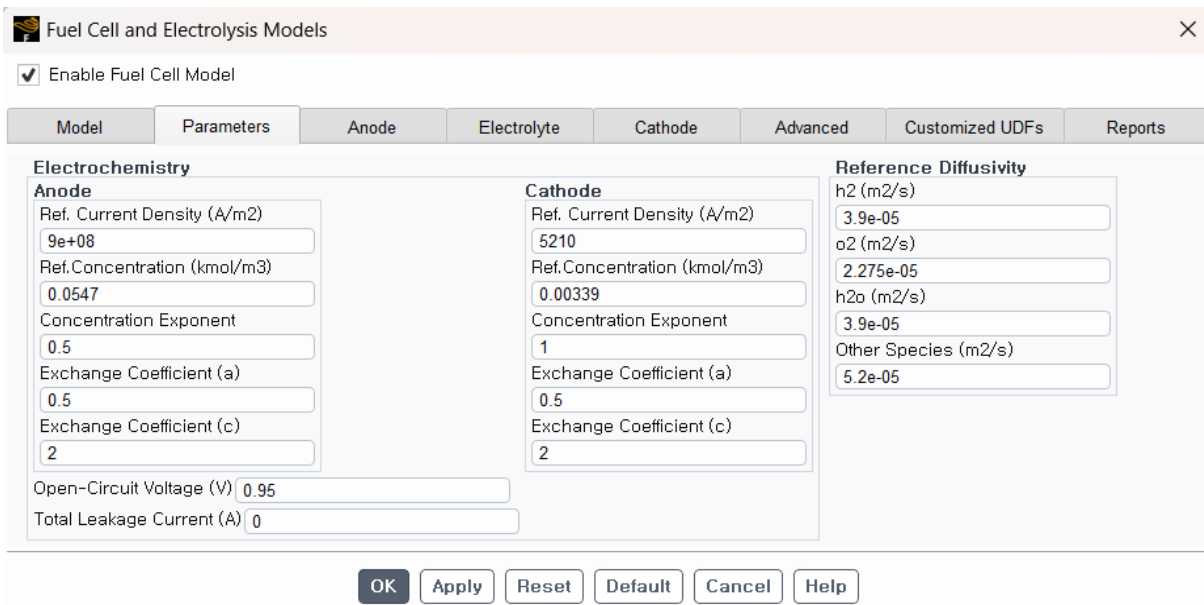 Fuel Cell and Electrolysis Models
Enable Fuel Cell Model
Model Parameters Anode Electrolyte Cathode Advanced Customized UDFs Reports
Electrochemistry
Anode
Ref. Current Density (A/m2)
9e+08
Ref.Concentration (kmol/m3)
0.0547
Concentration Exponent
0.5
Exchange Coefficient (a)
0.5
Exchange Coefficient (c)
2
Cathode
Ref. Current Density (A/m2)
5210
Ref.Concentration (kmol/m3)
0.00339
Concentration Exponent
1
Exchange Coefficient (a)
0.5
Exchange Coefficient (c)
2
Open-Circuit Voltage (V) 0.95
Total Leakage Current (A) 0
Reference Diffusivity
h2 (m2/s)
3.9e-05
o2 (m2/s)
2.275e-05
h2o (m2/s)
3.9e-05
Other Species (m2/s)
5.2e-05
OK Apply Reset Default Cancel Help